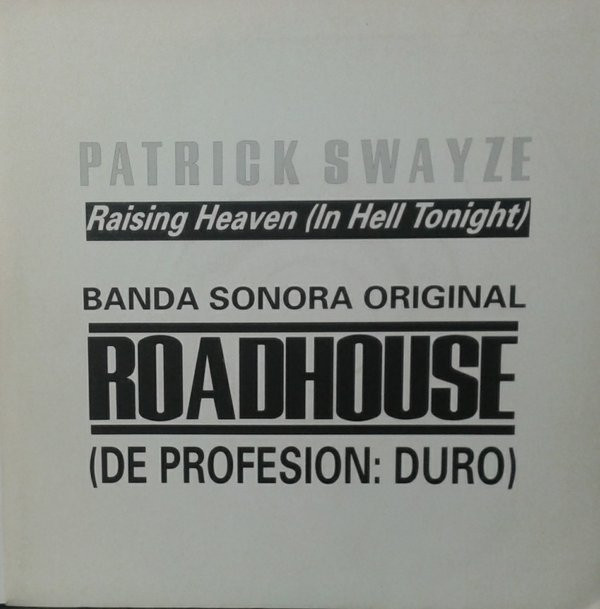 PATRICK SWAYZE
Raising Heaven (In Hell Tonight)
BANDA SONORA ORIGINAL
ROADHOUSE
(DE PROFESION: DURO)